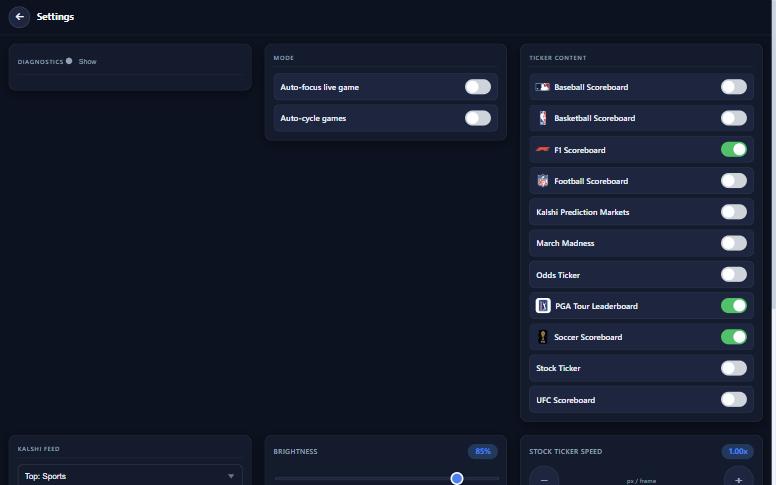 Settings
DIAGNOSTICS Show
MODE
Auto-focus live game
Auto-cycle games
TICKER CONTENT
Baseball Scoreboard
Basketball Scoreboard
F1 Scoreboard
Football Scoreboard
Kalshi Prediction Markets
March Madness
Odds Ticker
PGA Tour Leaderboard
Soccer Scoreboard
Stock Ticker
UFC Scoreboard
KALSHI FEED
Top: Sports
BRIGHTNESS 85%
STOCK TICKER SPEED 1.00x
− px / frame +